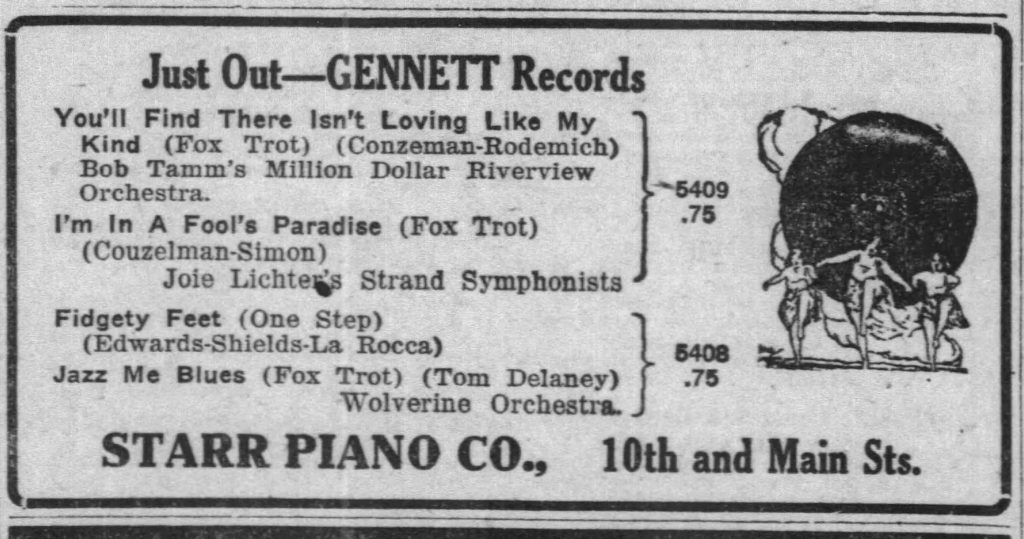 Just Out—GENNETT Records
You'll Find There Isn't Loving Like My
Kind (Fox Trot) (Conzeman-Rodemich)
Bob Tamm's Million Dollar Riverview
Orchestra.
5409
.75
I'm In A Fool's Paradise (Fox Trot)
(Couzelman-Simon)
Joie Lichter's Strand Symphonists
Fidgety Feet (One Step)
(Edwards-Shields-La Rocca)
5408
.75
Jazz Me Blues (Fox Trot) (Tom Delaney)
Wolverine Orchestra.
STARR PIANO CO., 10th and Main Sts.